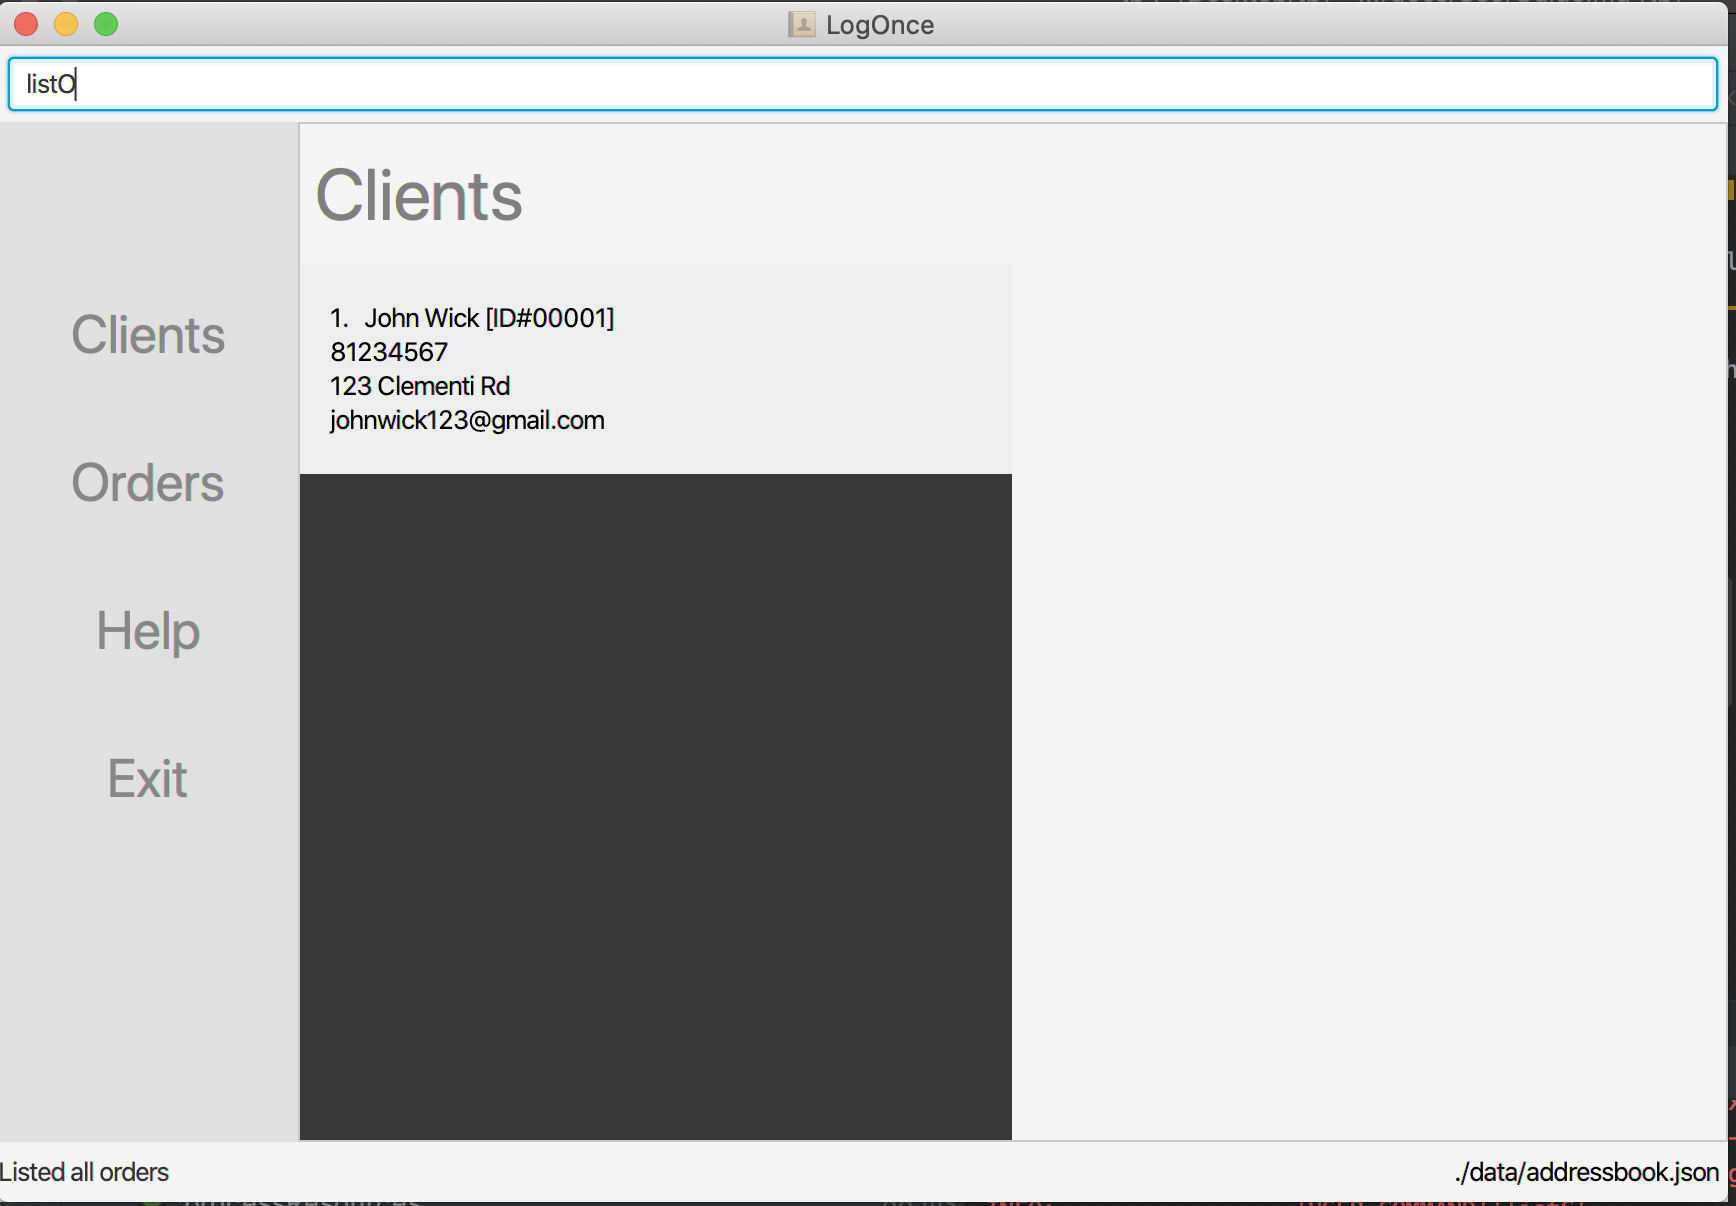 LogOnce
listO
Clients
Orders
Help
Exit
Clients
1. John Wick [ID#00001]
81234567
123 Clementi Rd
johnwick123@gmail.com
Listed all orders
./data/addressbook.json
processResources